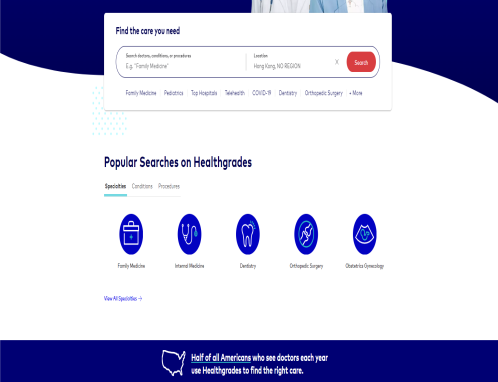 Find the care you need
Search doctors, conditions, or procedures
Location
E.g. "Family Medicine"
Hong Kong, NO REGION
X
Search
Family Medicine
Pediatrics
Top Hospitals
Telehealth
COVID-19
Dentistry
Orthopedic Surgery
+ More
Popular Searches on Healthgrades
Specialties
Conditions
Procedures
Family Medicine
Internal Medicine
Dentistry
Orthopedic Surgery
Obstetrics Gynecology
View All Specialties →
Half of all Americans who see doctors each year
use Healthgrades to find the right care.